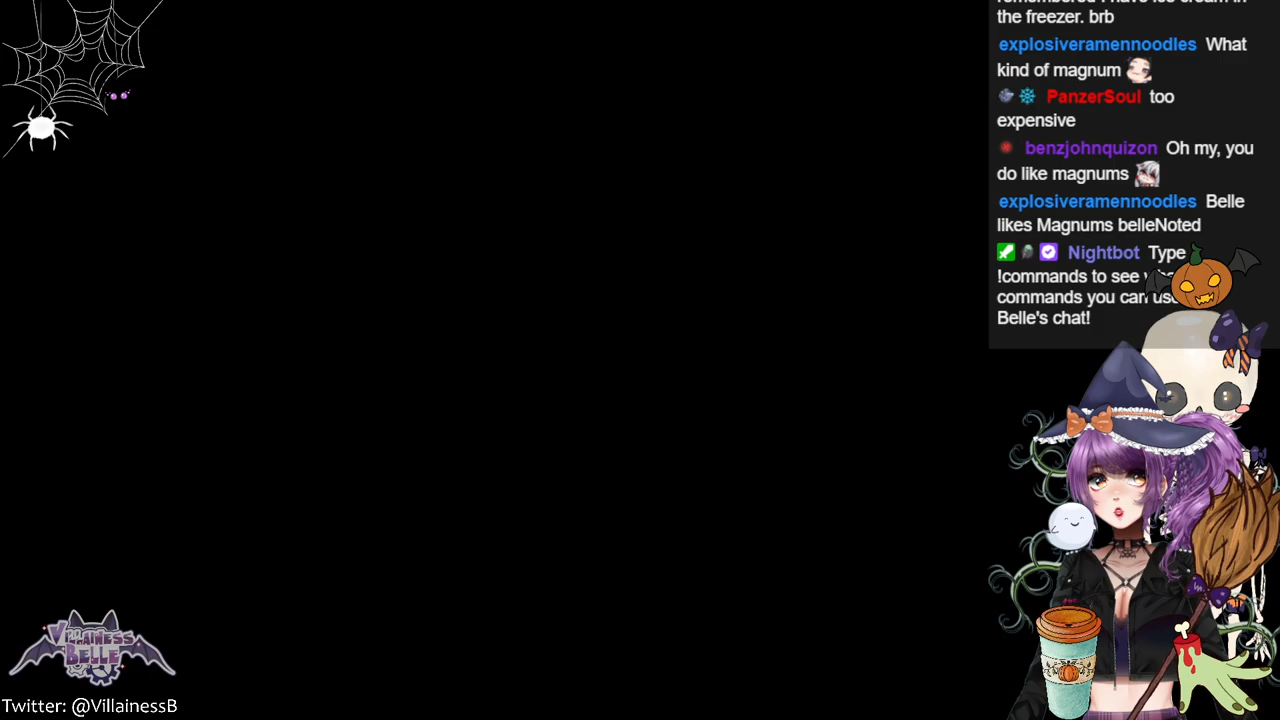 the freezer. brb
explosiveramennoodles What
kind of magnum
PanzerSoul too
expensive
benzjohnquizon Oh my, you
do like magnums
explosiveramennoodles Belle
likes Magnums belleNoted
Nightbot Type
!commands to see
commands you can use
Belle's chat!
VILLAINESS
BELLE
Twitter: @VillainessB